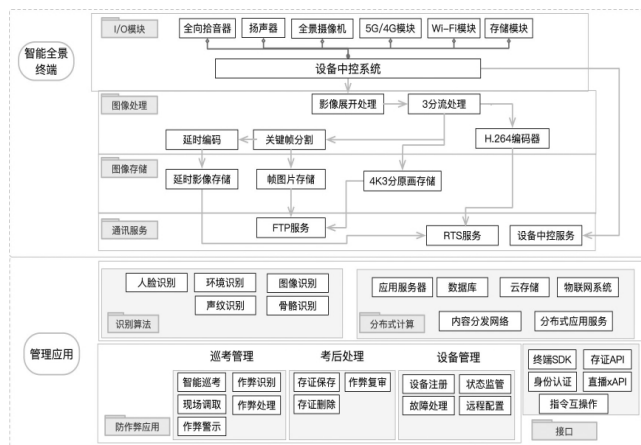 I/O模块
全向拾音器 扬声器 全景摄像机 5G/4G模块 Wi-Fi模块 存储模块
智能全景
终端
设备中控系统
图像处理
影像展开处理 3分流处理
延时编码 关键帧分割 H.264编码器
图像存储
延时影像存储 帧图片存储 4K3分原画存储
通讯服务
FTP服务 RTS服务 设备中控服务
人脸识别 环境识别 图像识别
声纹识别 骨骼识别
识别算法
应用服务器 数据库 云存储 物联网系统
内容分发网络 分布式应用服务
分布式计算
管理应用
巡考管理 考后处理 设备管理
智能巡考 作弊识别 存证保存 作弊复审 设备注册 状态监管
现场调取 作弊处理 存证删除 故障处理 远程配置
作弊警示
防作弊应用
终端SDK 存证API
身份认证 直播xAPI
指令互操作
接口